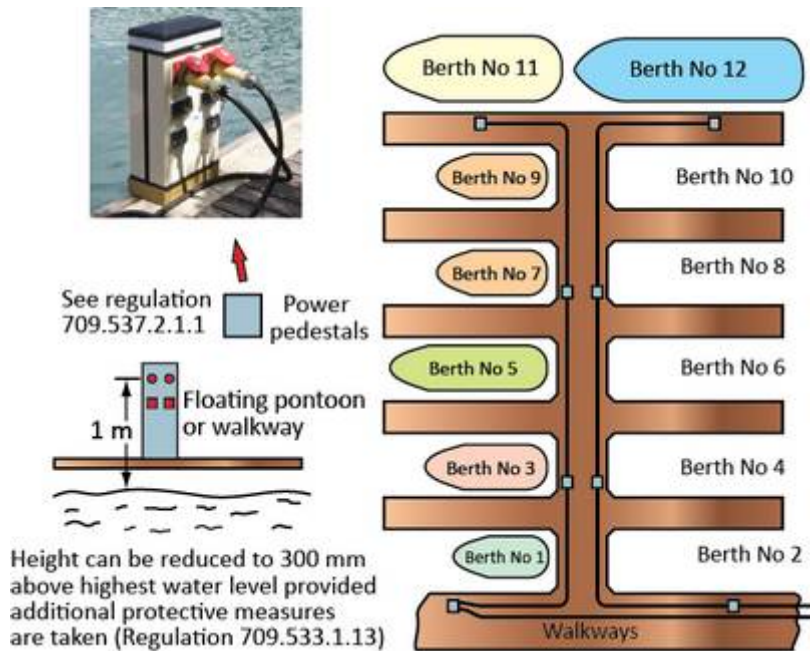 Berth No 11
Berth No 12
Berth No 9
Berth No 10
Berth No 7
Berth No 8
See regulation
709.537.2.1.1
Power
pedestals
Berth No 5
Berth No 6
Floating pontoon
or walkway
1 m
Berth No 3
Berth No 4
Height can be reduced to 300 mm
above highest water level provided
additional protective measures
are taken (Regulation 709.533.1.13)
Berth No 1
Berth No 2
Walkways